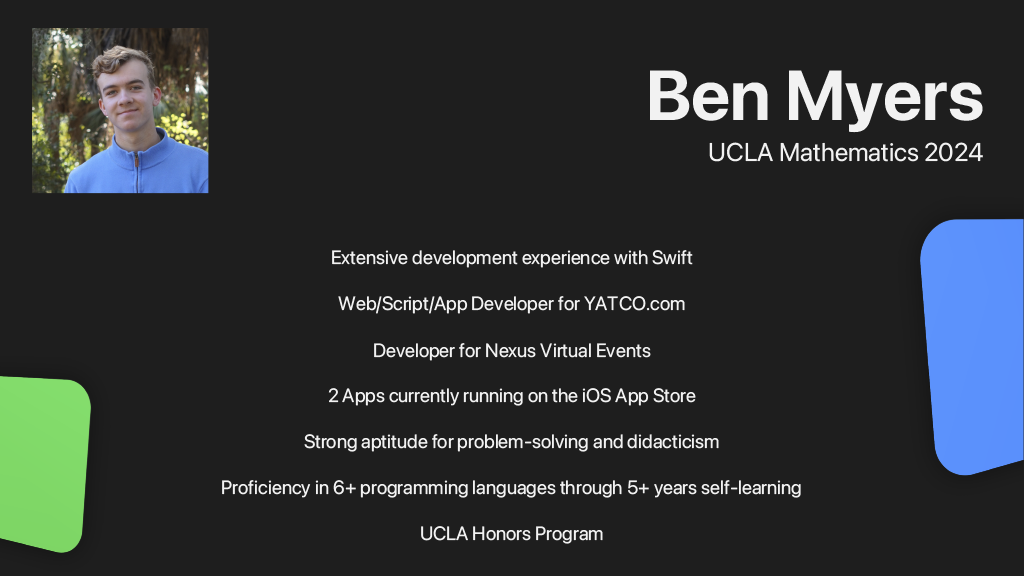 Ben Myers
UCLA Mathematics 2024
Extensive development experience with Swift
Web/Script/App Developer for YATCO.com
Developer for Nexus Virtual Events
2 Apps currently running on the iOS App Store
Strong aptitude for problem-solving and didacticism
Proficiency in 6+ programming languages through 5+ years self-learning
UCLA Honors Program